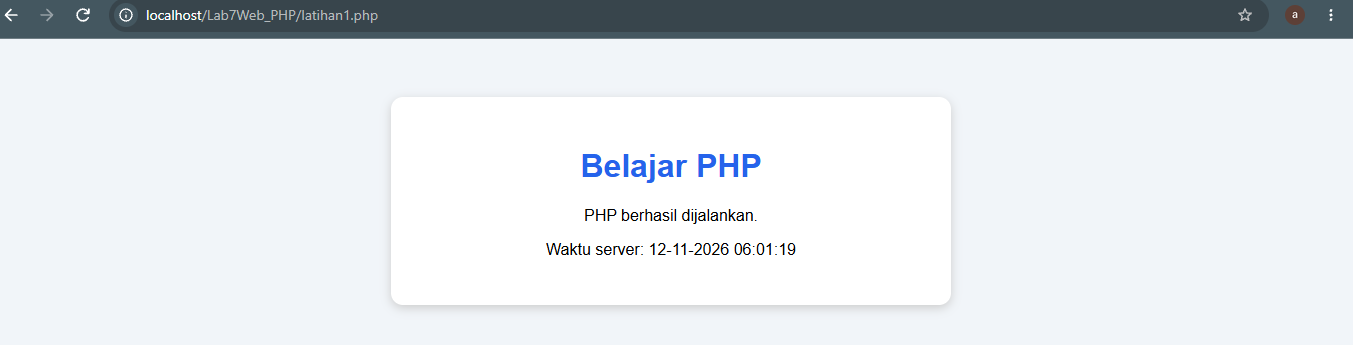 localhost/Lab7Web_PHP/latihan1.php
a
Belajar PHP
PHP berhasil dijalankan.
Waktu server: 12-11-2026 06:01:19